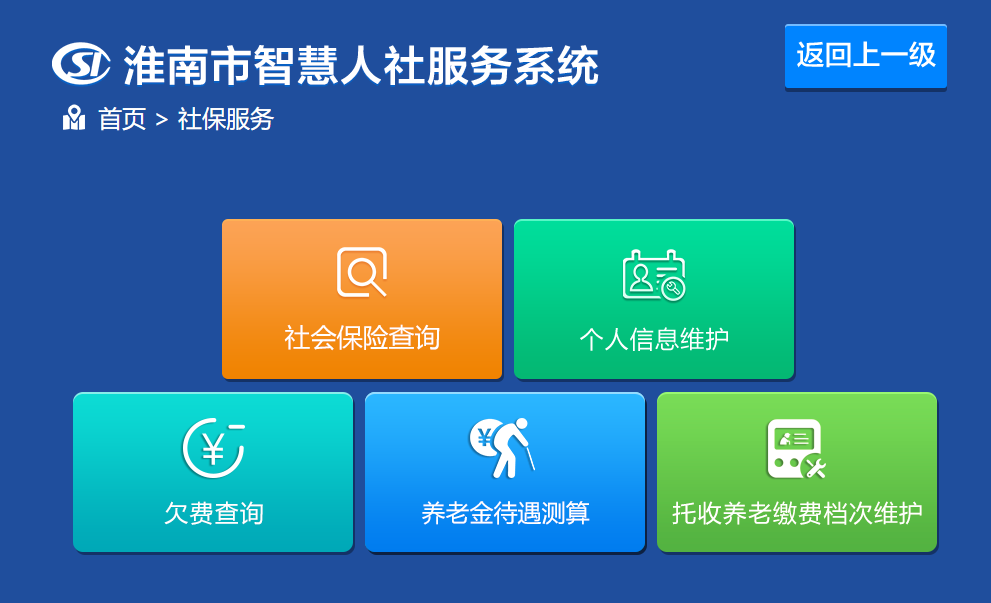 SI 淮南市智慧人社服务系统
返回上一级
首页 > 社保服务
社会保险查询
个人信息维护
¥
欠费查询
¥
养老金待遇测算
托收养老缴费档次维护